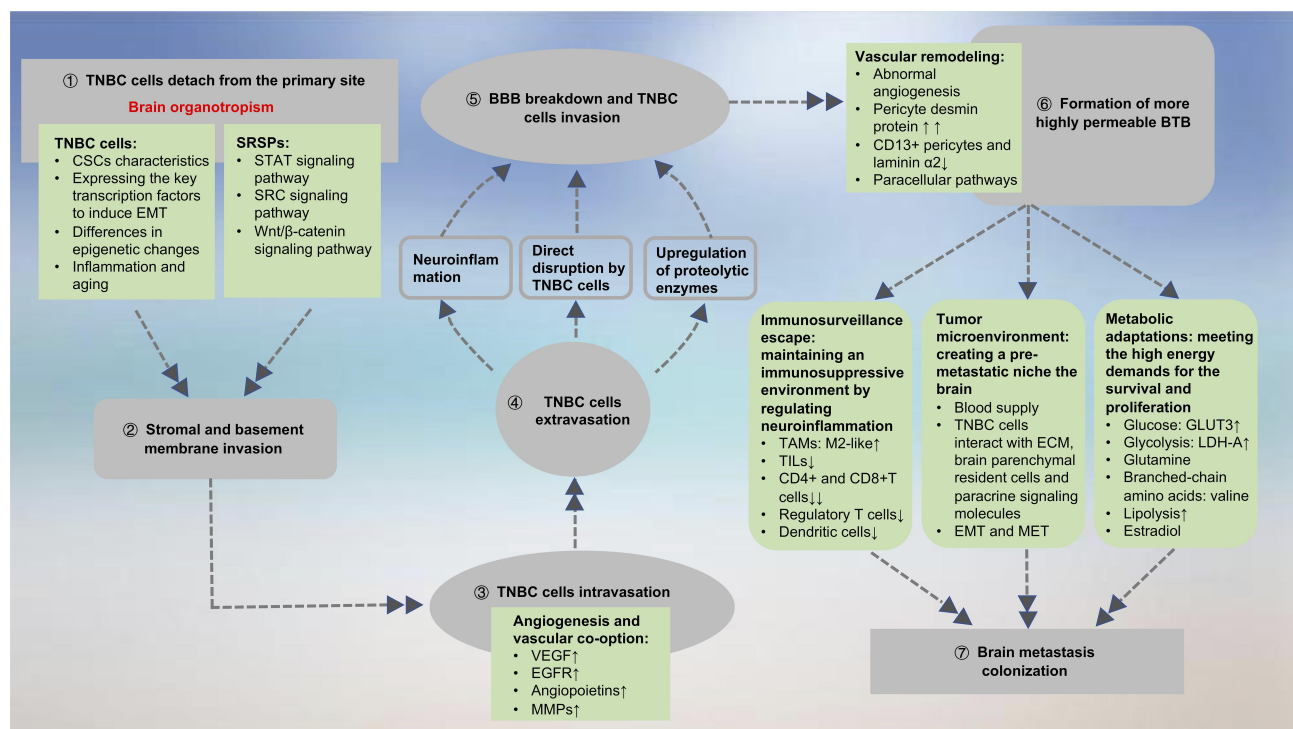 ① TNBC cells detach from the primary site
Brain organotropism
TNBC cells:
• CSCs characteristics
• Expressing the key
transcription factors
to induce EMT
• Differences in
epigenetic changes
• Inflammation and
aging
SRSPs:
• STAT signaling
pathway
• SRC signaling
pathway
• Wnt/β-catenin
signaling pathway
② Stromal and basement
membrane invasion
③ TNBC cells intravasation
Angiogenesis and
vascular co-option:
• VEGF↑
• EGFR↑
• Angiopoietins↑
• MMPs↑
④ TNBC cells
extravasation
Neuroinflam
mation
Direct
disruption by
TNBC cells
Upregulation
of proteolytic
enzymes
⑤ BBB breakdown and TNBC
cells invasion
Vascular remodeling:
• Abnormal
angiogenesis
• Pericyte desmin
protein ↑ ↑
• CD13+ pericytes and
laminin α2↓
• Paracellular pathways
⑥ Formation of more
highly permeable BTB
Immunosurveillance
escape:
maintaining an
immunosuppressive
environment by
regulating
neuroinflammation
• TAMs: M2-like↑
• TILs↓
• CD4+ and CD8+T
cells↓↓
• Regulatory T cells↓
• Dendritic cells↓
Tumor
microenvironment:
creating a pre-
metastatic niche the
brain
• Blood supply
• TNBC cells
interact with ECM,
brain parenchymal
resident cells and
paracrine signaling
molecules
• EMT and MET
Metabolic
adaptations: meeting
the high energy
demands for the
survival and
proliferation
• Glucose: GLUT3↑
• Glycolysis: LDH-A↑
• Glutamine
• Branched-chain
amino acids: valine
• Lipolysis↑
• Estradiol
⑦ Brain metastasis
colonization